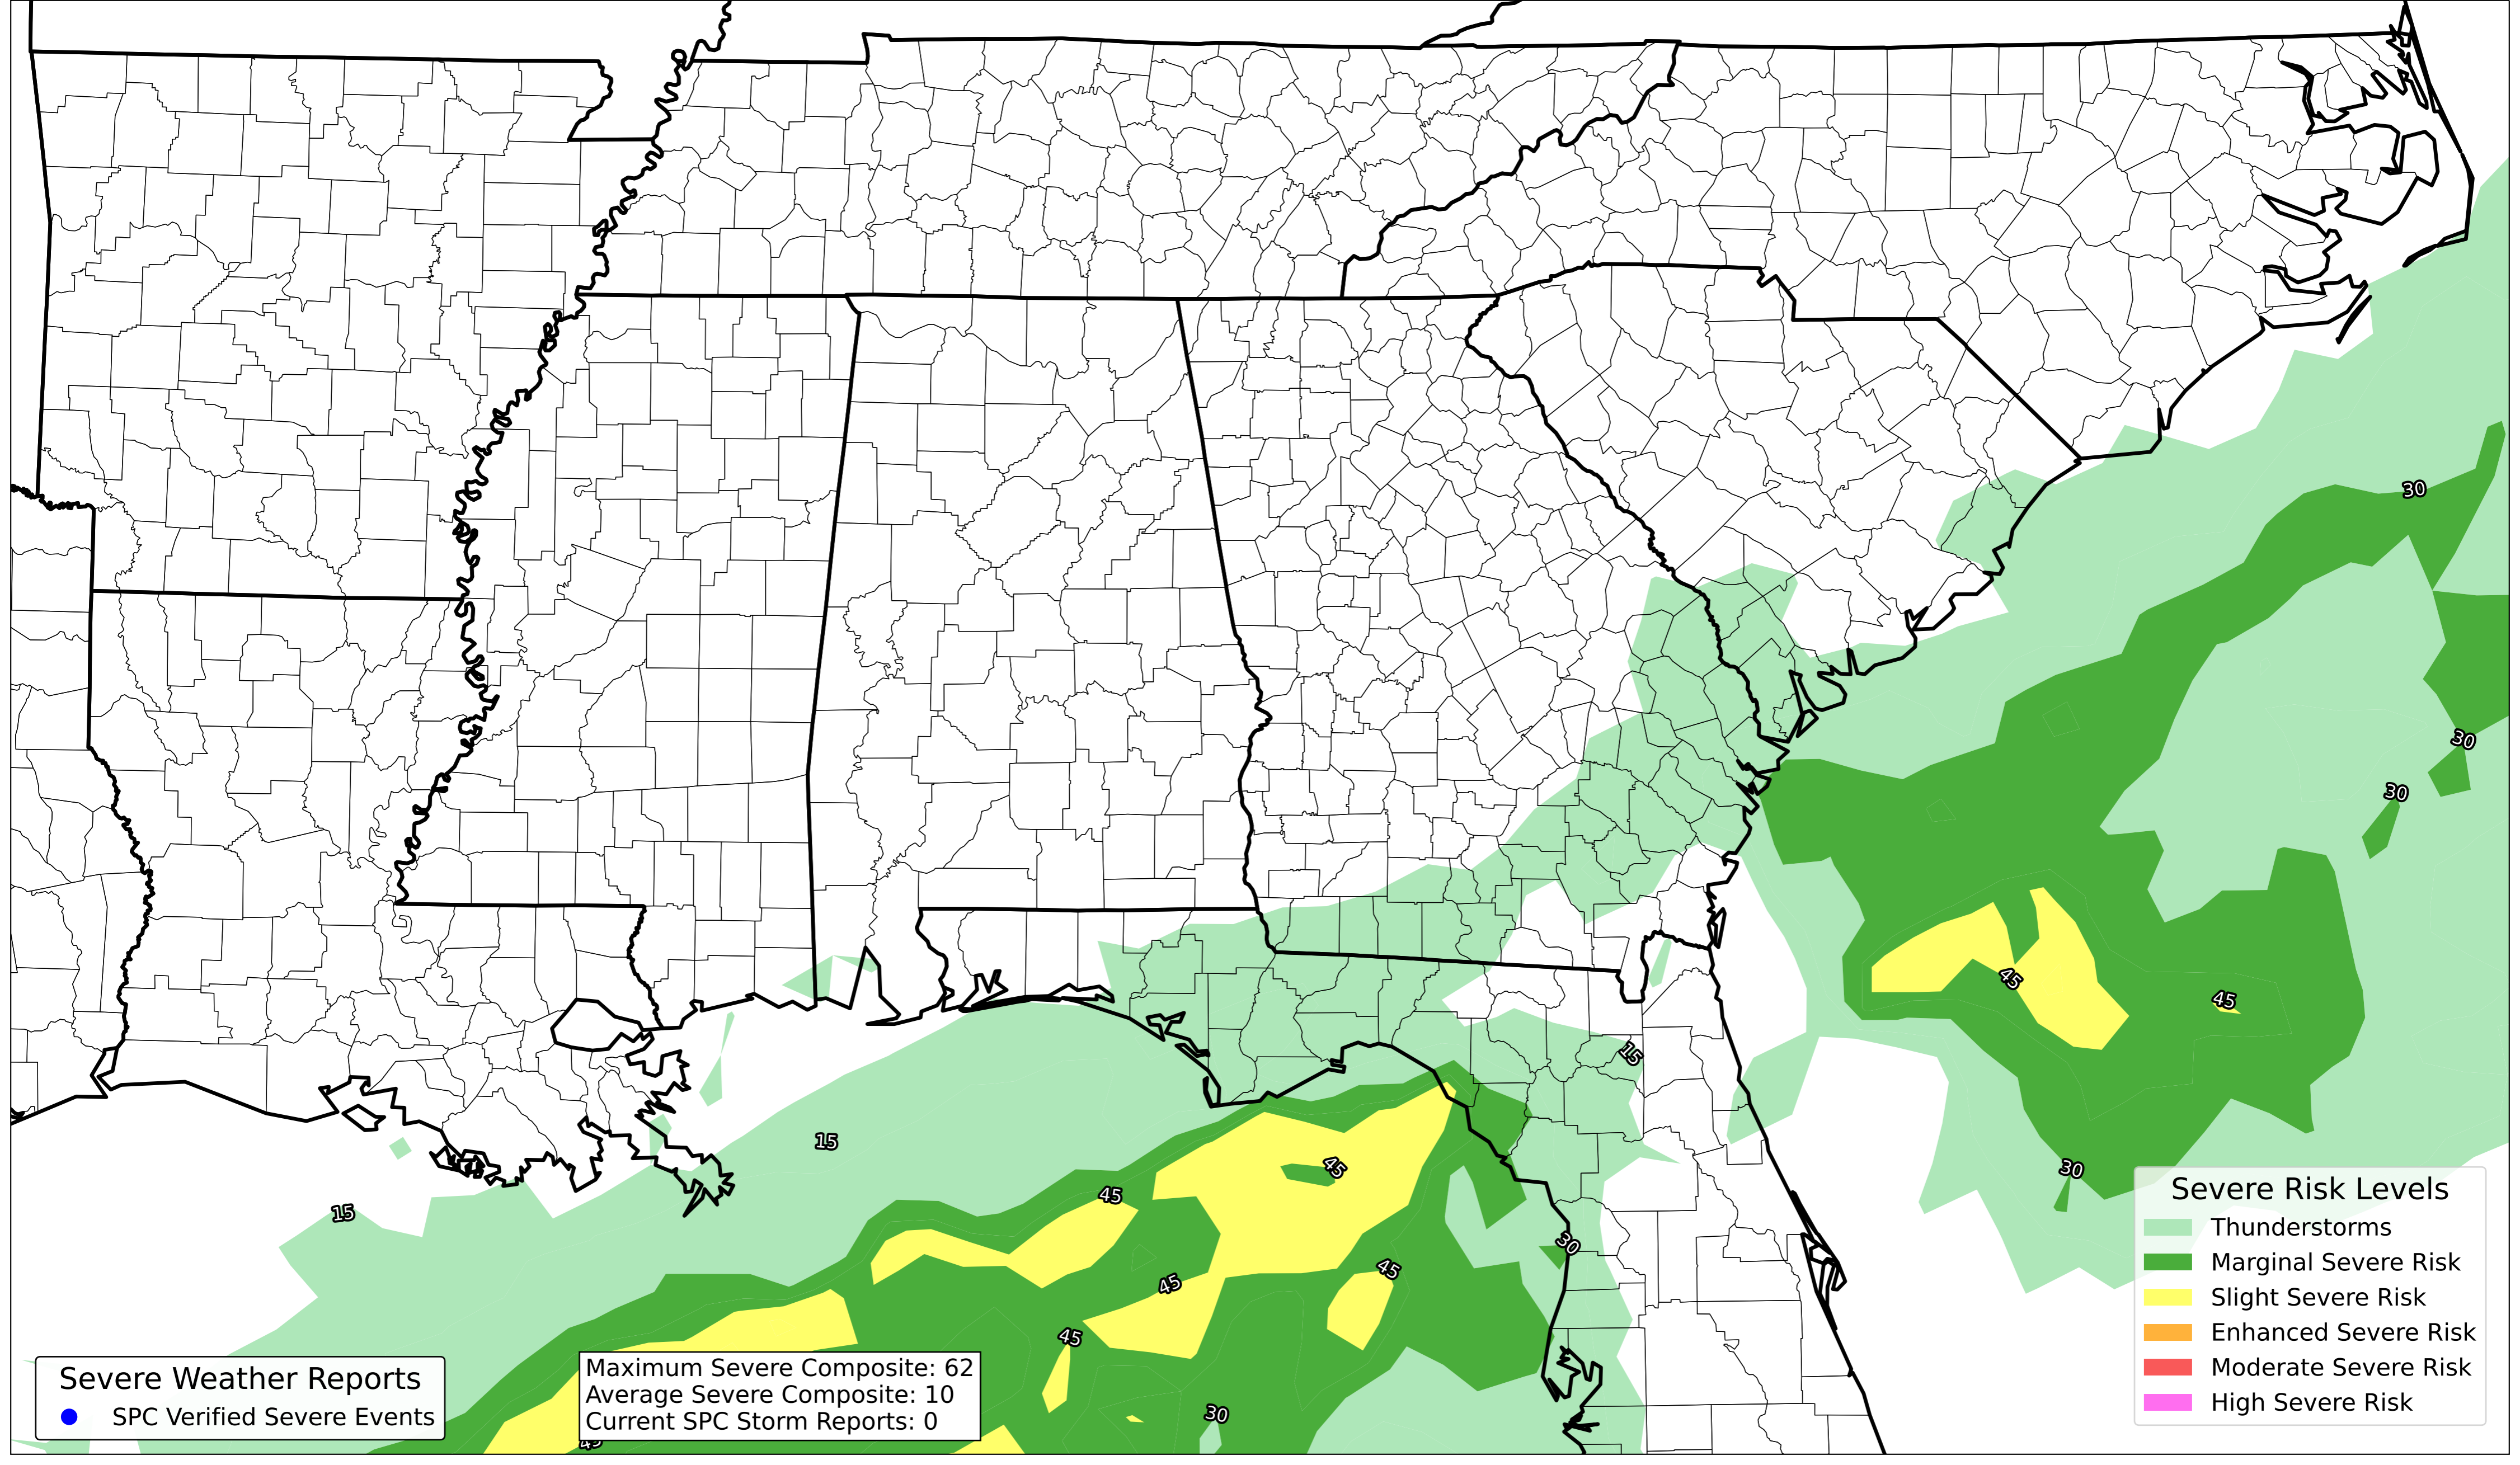 30
30
30
45
45
15
15
45
45
30
15
30
45
45
45
30
45
Severe Risk Levels
Thunderstorms
Marginal Severe Risk
Slight Severe Risk
Enhanced Severe Risk
Moderate Severe Risk
High Severe Risk
Severe Weather Reports
SPC Verified Severe Events
Maximum Severe Composite: 62
Average Severe Composite: 10
Current SPC Storm Reports: 0